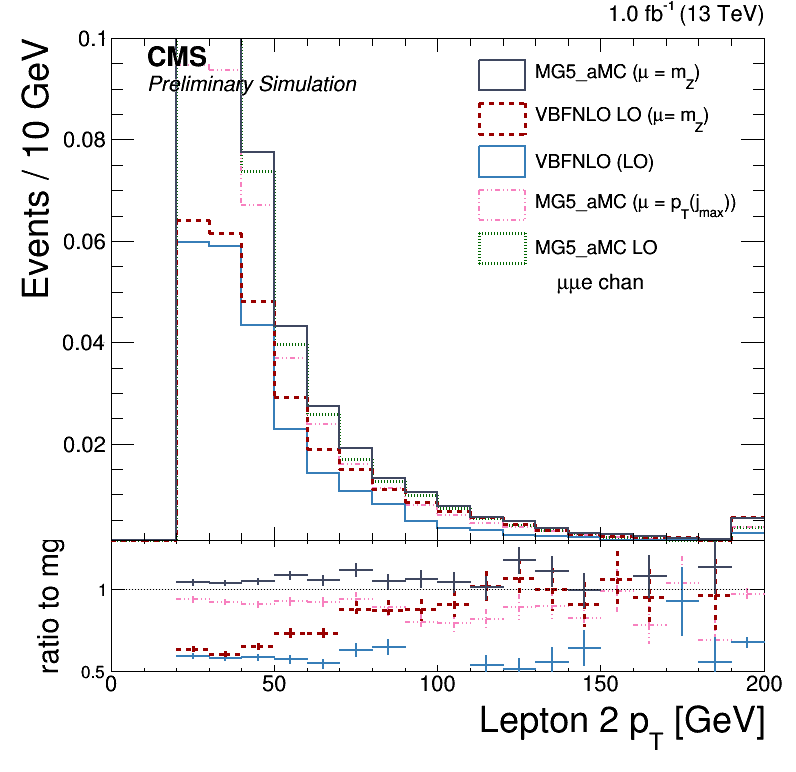 1.0 fb⁻¹ (13 TeV)
CMS
Preliminary Simulation
Events / 10 GeV
0.1
0.08
0.06
0.04
0.02
MG5_aMC (μ = m_Z)
VBFNLO LO (μ= m_Z)
VBFNLO (LO)
MG5_aMC (μ = p_T(j_max))
MG5_aMC LO
μμe chan
ratio to mg
1
0.5
0 50 100 150 200
Lepton 2 p_T [GeV]